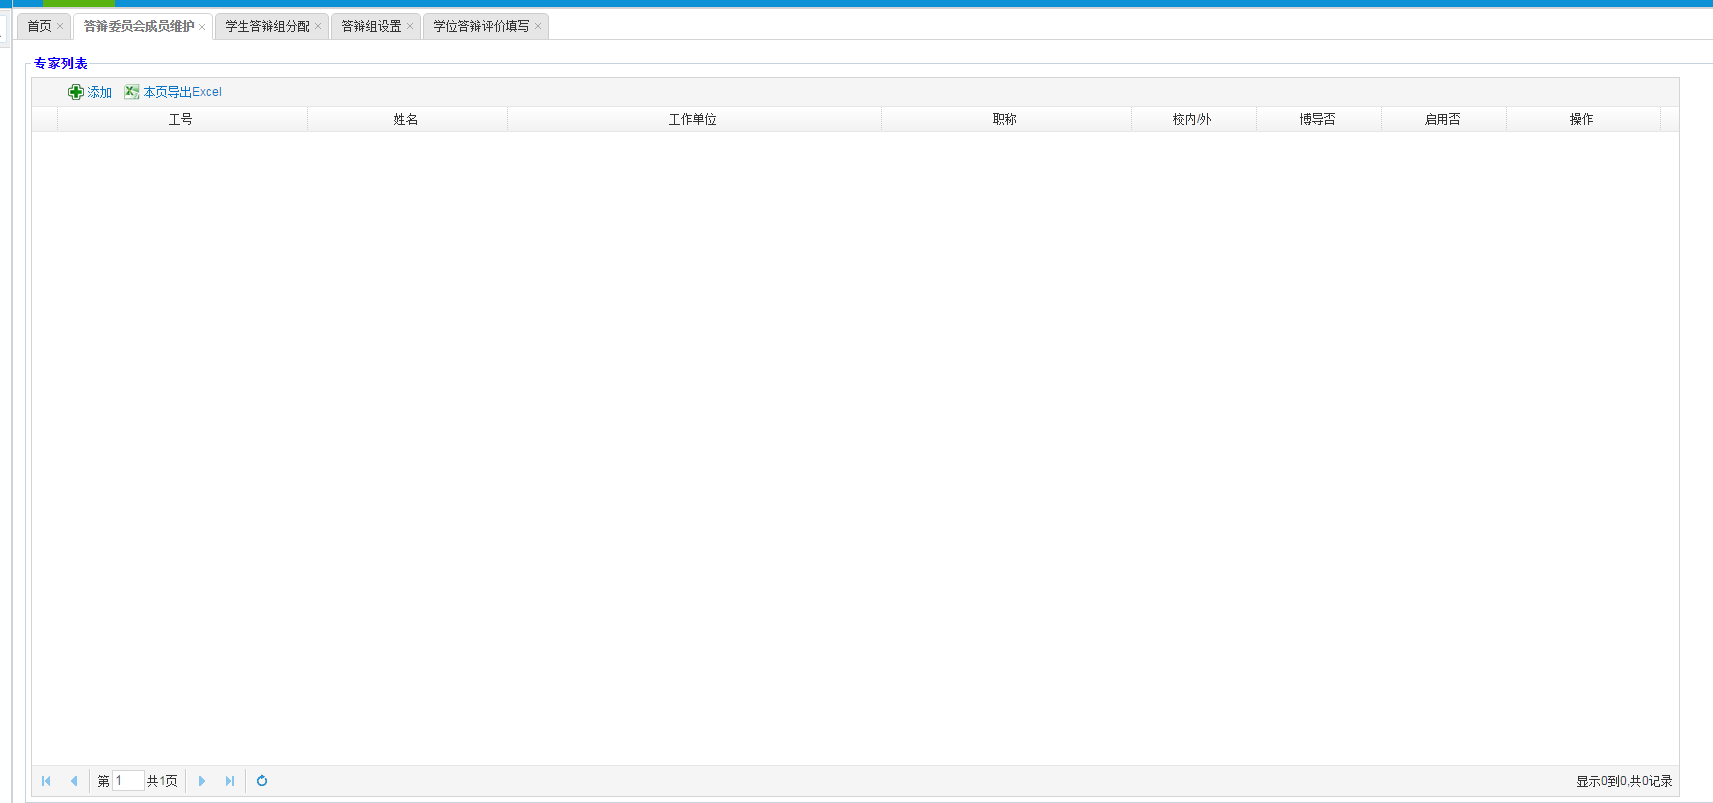 首页 答辩委员会成员维护 学生答辩组分配 答辩组设置 学位答辩评价填写
专家列表
添加 本页导出Excel
工号 姓名 工作单位 职称 校内/外 博导否 启用否 操作
第 1 共1页 显示0到0,共0记录